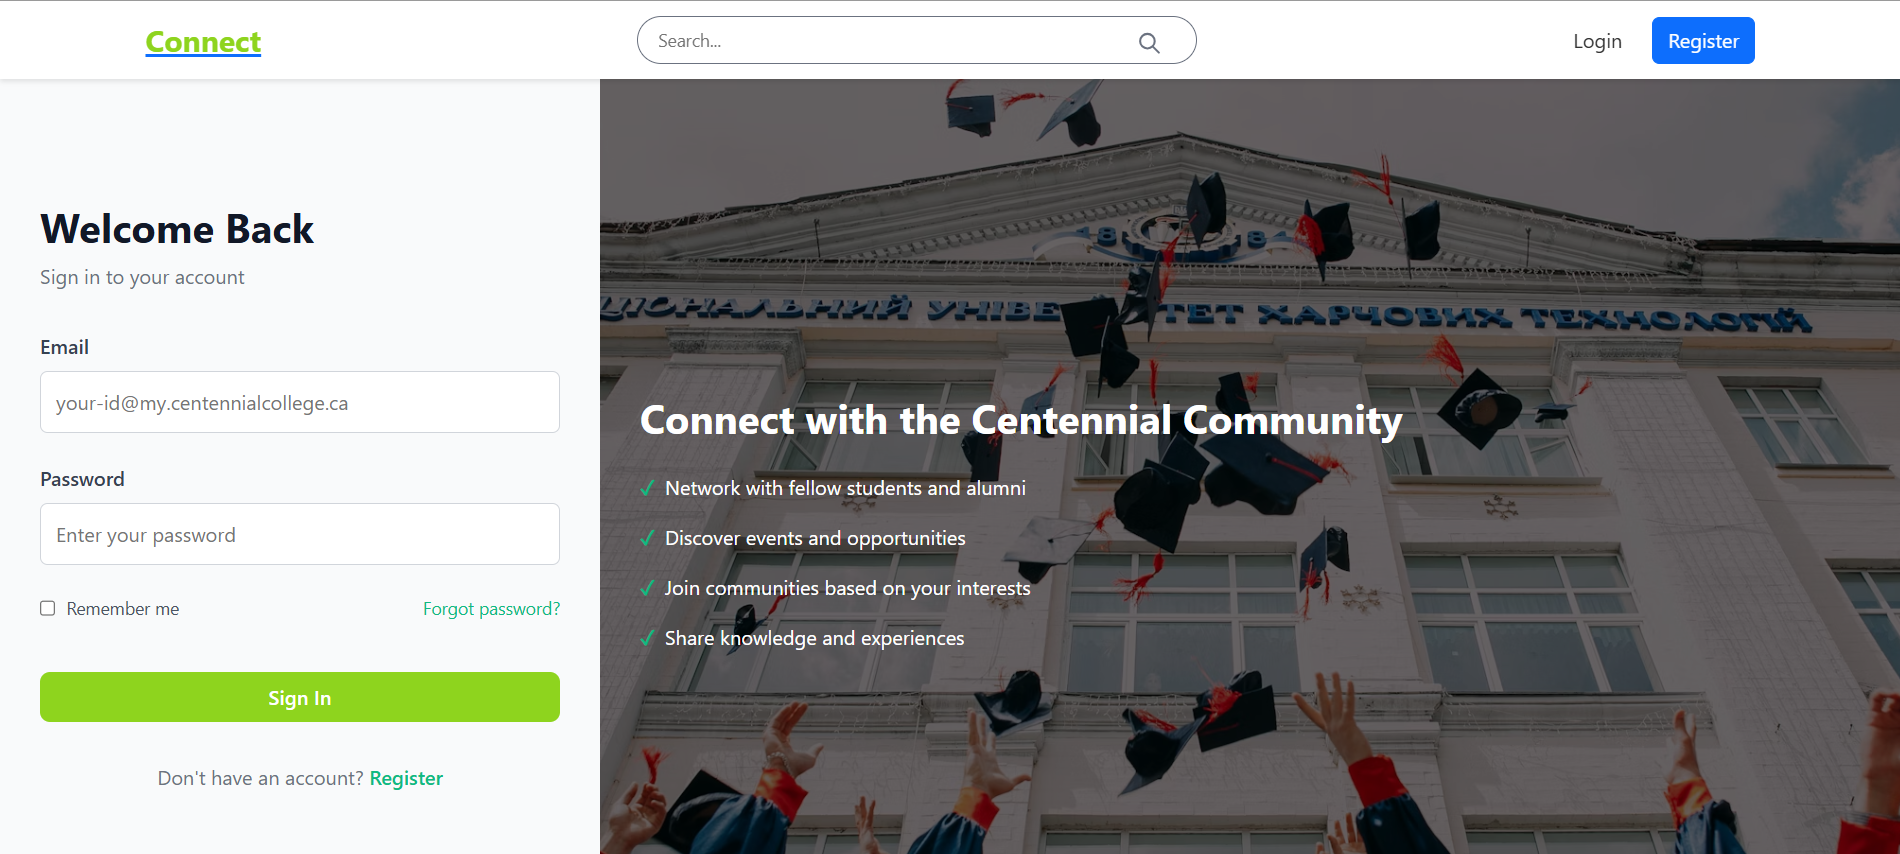 Connect
Search...
Login
Register
Welcome Back
Sign in to your account
Email
your-id@my.centennialcollege.ca
Password
Enter your password
Remember me
Forgot password?
Sign In
Don't have an account? Register
ЦІОНАЛЬНИЙ УНІВЕ ТЕТ ХАРЧОВИХ ТЕХНОЛОГІЙ
Connect with the Centennial Community
✓ Network with fellow students and alumni
✓ Discover events and opportunities
✓ Join communities based on your interests
✓ Share knowledge and experiences